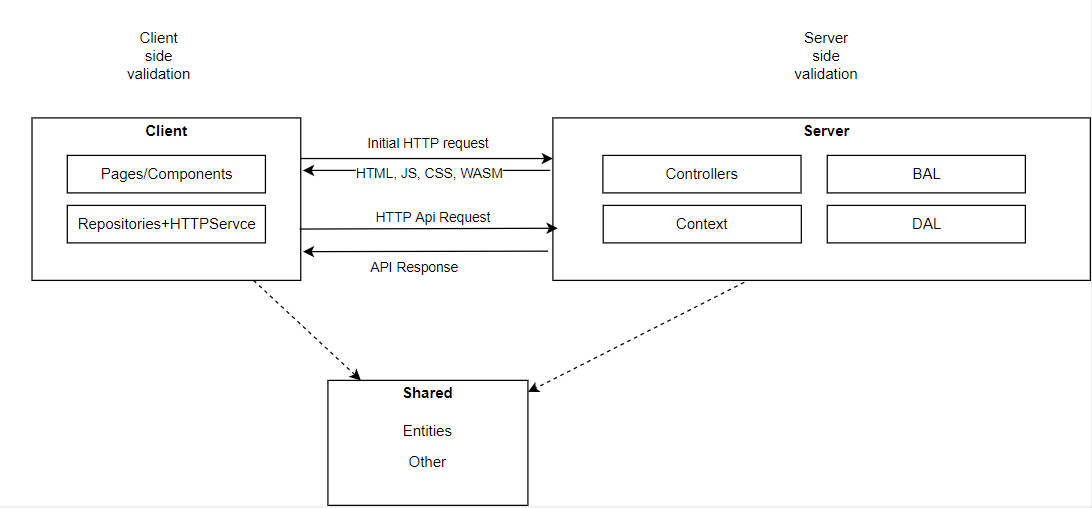 Client
side
validation
Server
side
validation
Client
Pages/Components
Repositories+HTTPServce
Initial HTTP request
HTML, JS, CSS, WASM
HTTP Api Request
API Response
Server
Controllers
BAL
Context
DAL
Shared
Entities
Other